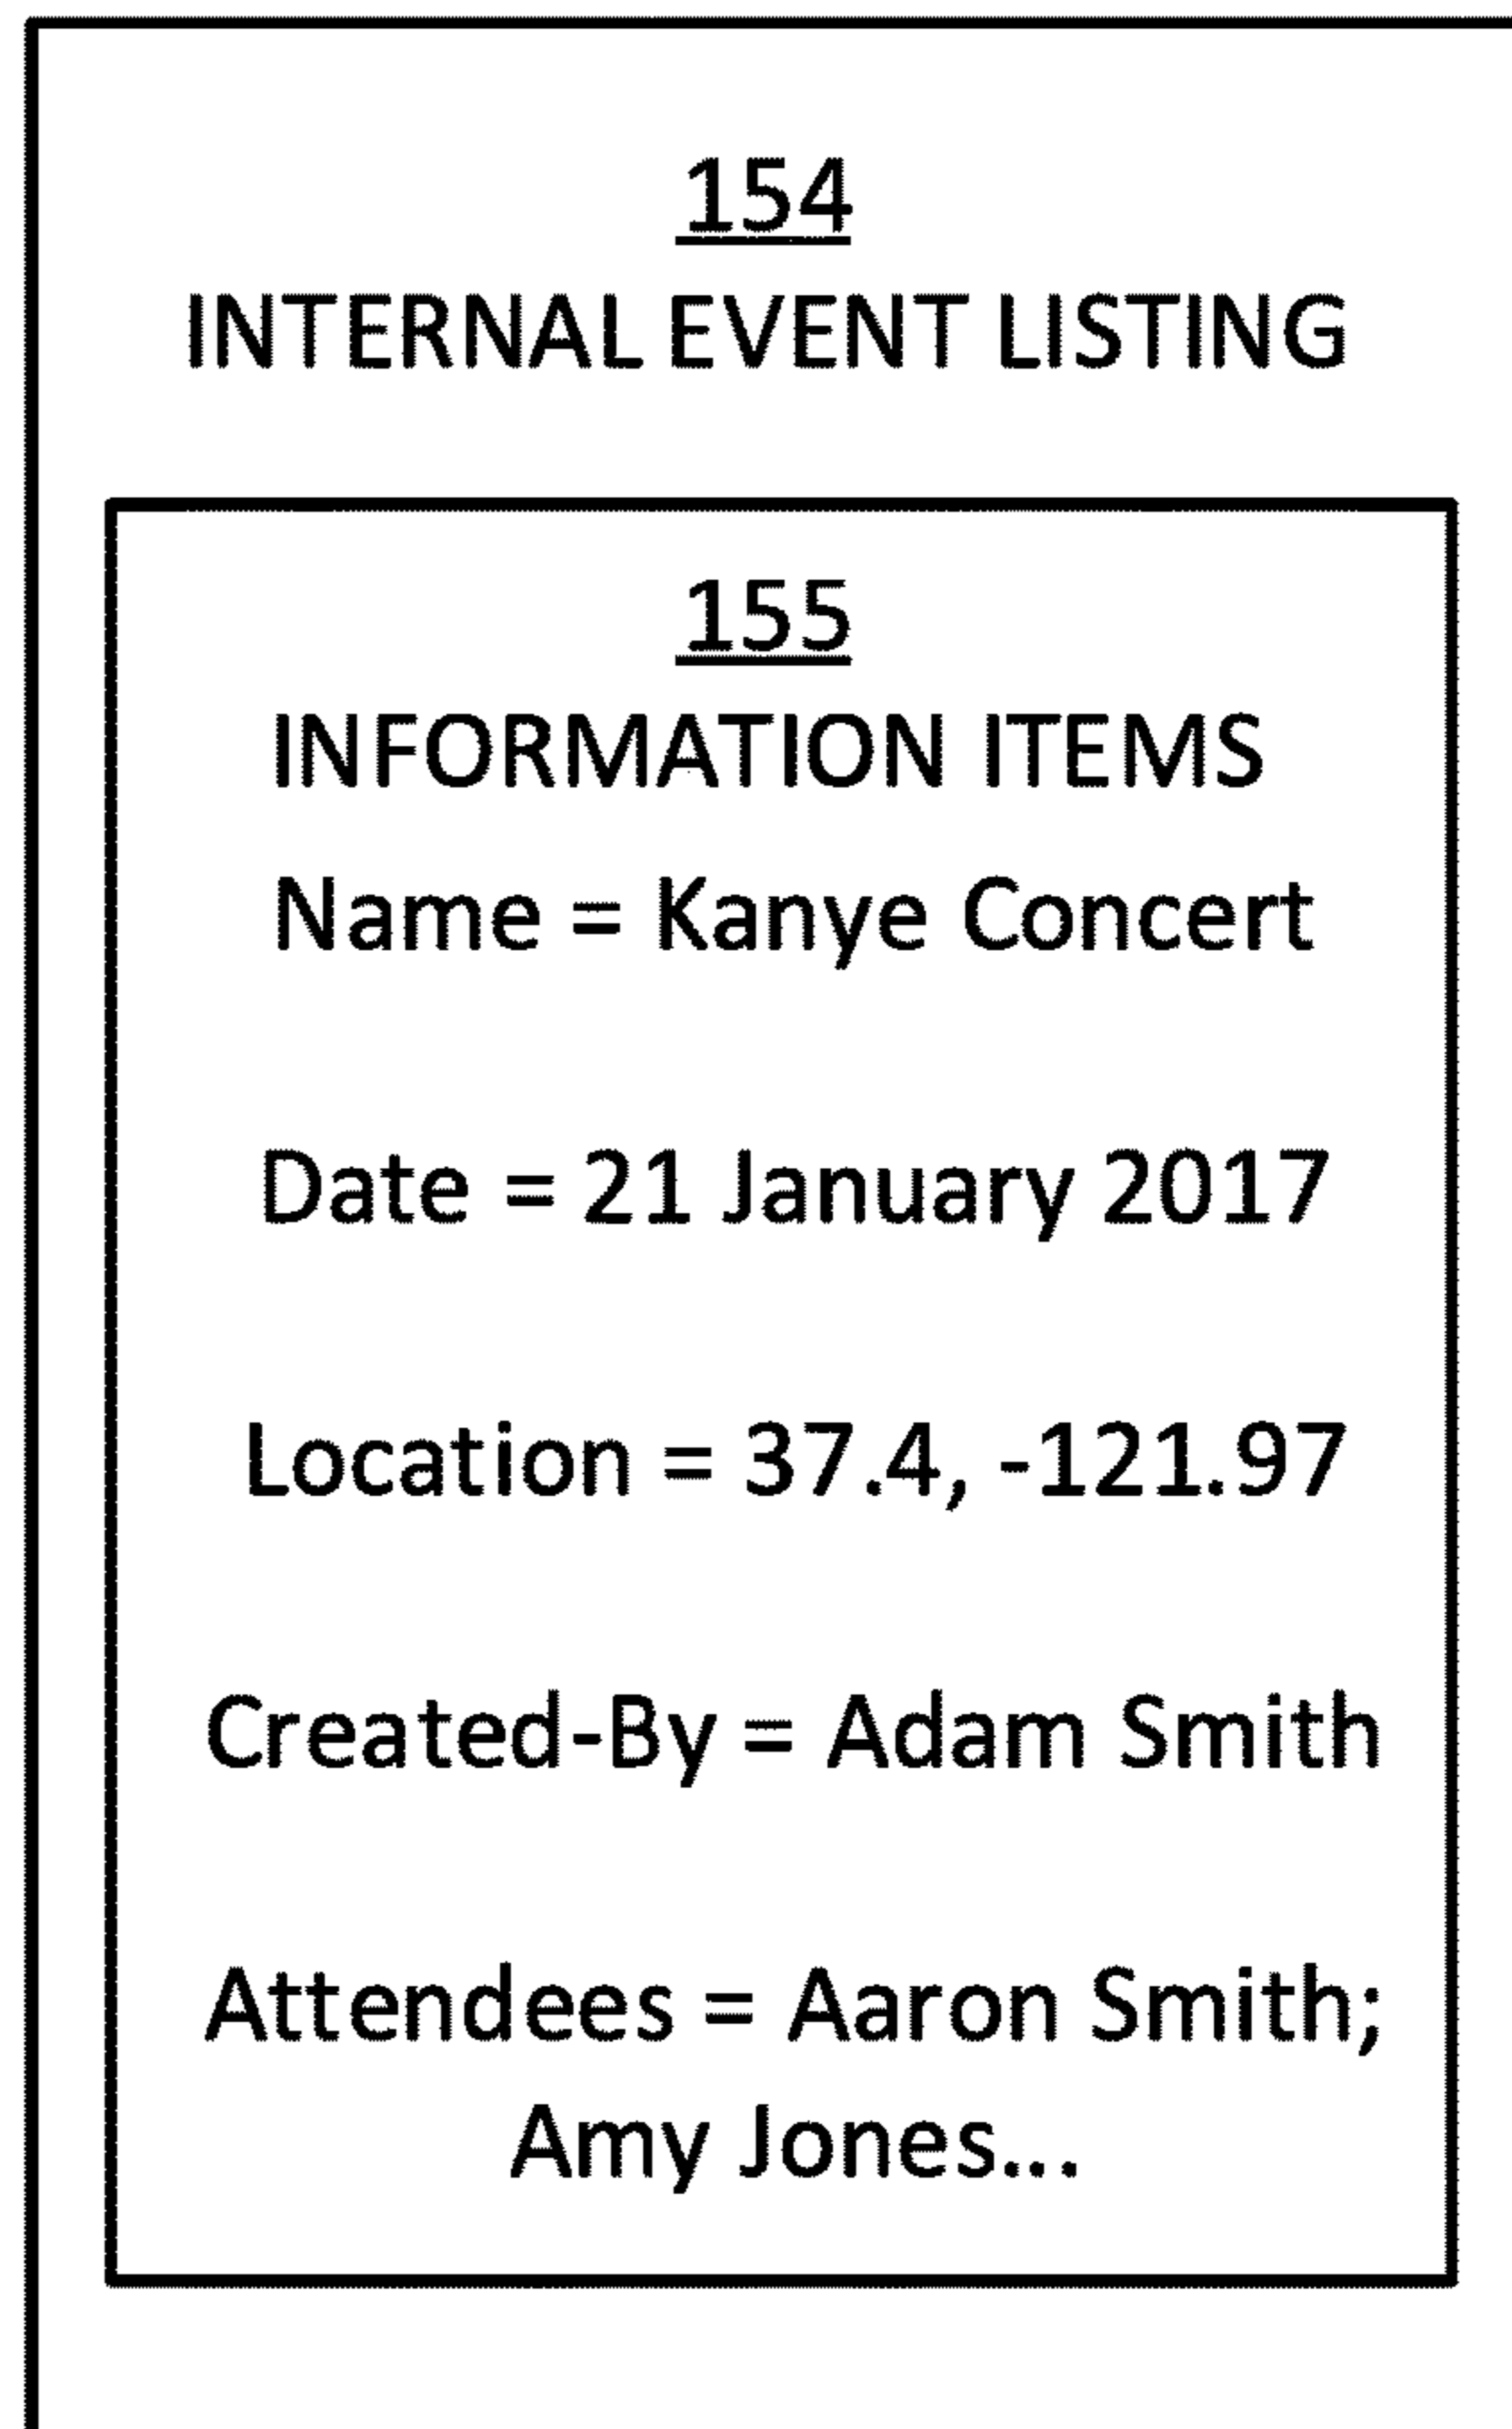 154
INTERNAL EVENT LISTING
155
INFORMATION ITEMS
Name = Kanye Concert
Date = 21 January 2017
Location = 37.4, -121.97
Created-By = Adam Smith
Attendees = Aaron Smith;
Amy Jones...